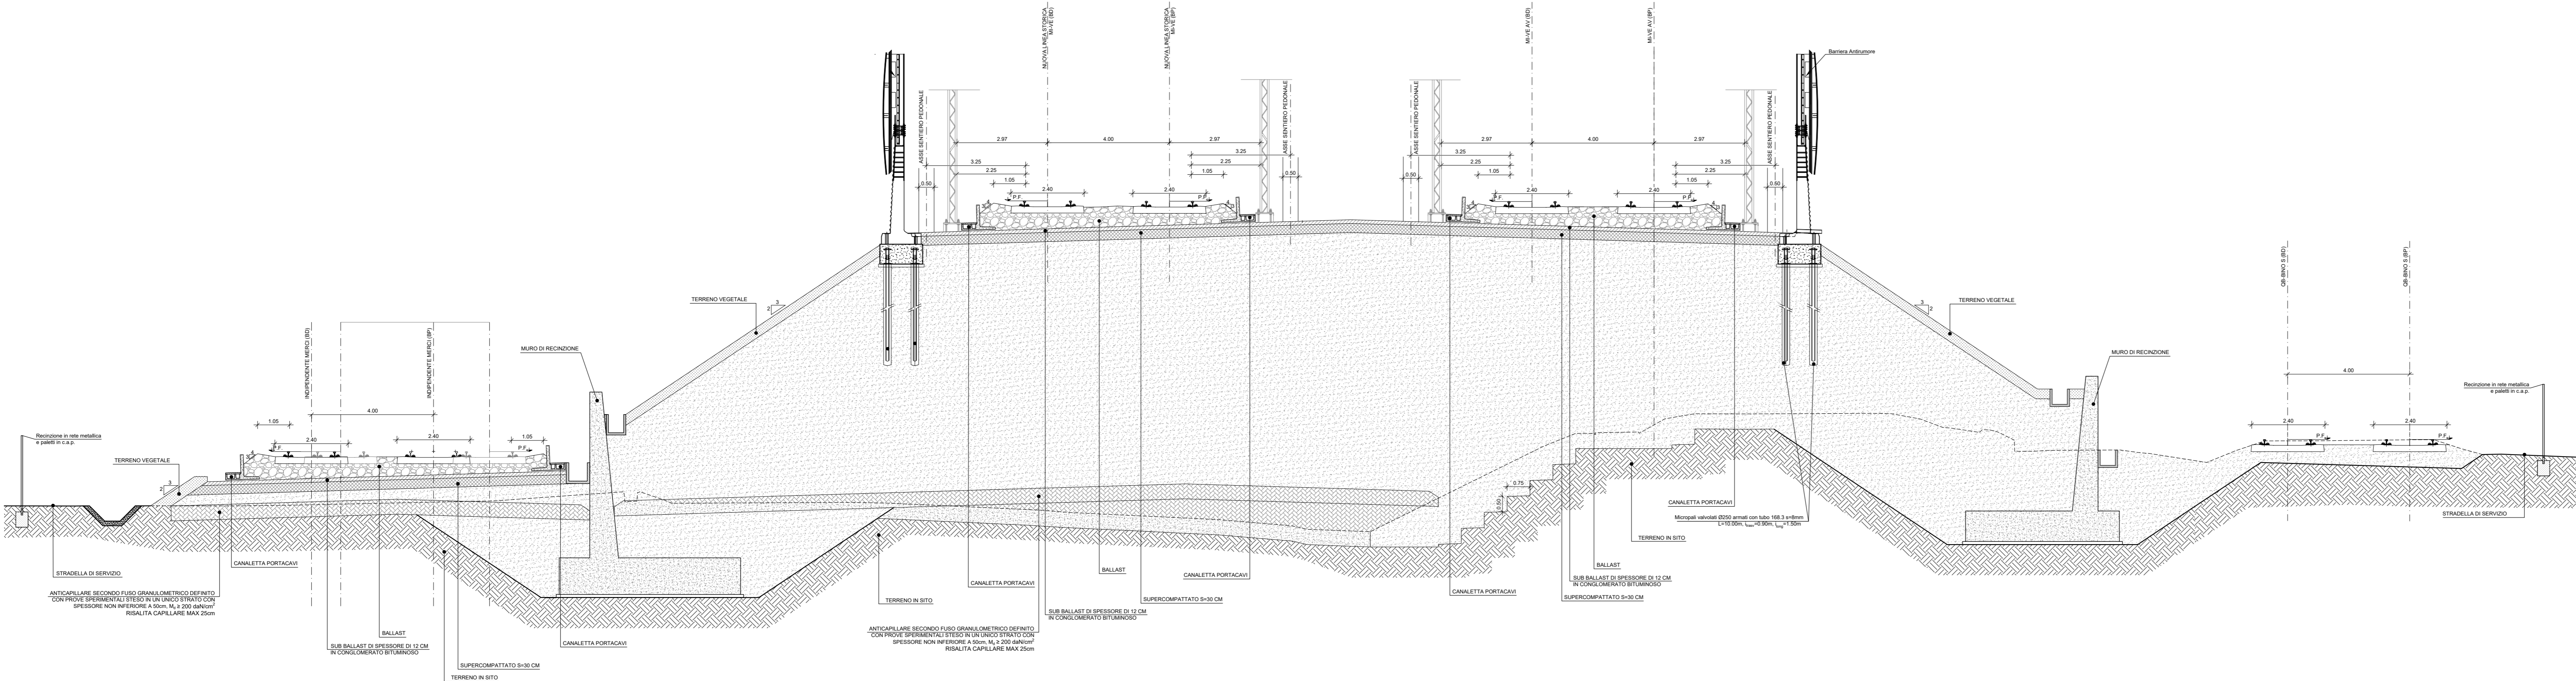 NUOVA LINEA STORICA
MI-VE (BD)
NUOVA LINEA STORICA
MI-VE (BP)
MI-VE AV (BD)
MI-VE AV (BP)
Barriera Antirumore
ASSE SENTIERO PEDONALE
ASSE SENTIERO PEDONALE
ASSE SENTIERO PEDONALE
ASSE SENTIERO PEDONALE
2.97
4.00
2.97
2.97
4.00
2.97
3.25
3.25
3.25
3.25
2.25
2.25
2.25
2.25
1.05
1.05
1.05
1.05
0.50
0.50
0.50
0.50
2.40
2.40
2.40
2.40
P.F.
P.F.
P.F.
P.F.
QB-BINO S (BD)
QB-BINO S (BP)
TERRENO VEGETALE
3
2
3
2
TERRENO VEGETALE
INDIPENDENTE MERCI (BD)
INDIPENDENTE MERCI (BP)
MURO DI RECINZIONE
MURO DI RECINZIONE
4.00
4.00
Recinzione in rete metallica
e paletti in c.a.p.
Recinzione in rete metallica
e paletti in c.a.p.
1.05
2.40
2.40
1.05
P.F.
P.F.
2.40
2.40
P.F.
P.F.
TERRENO VEGETALE
3
2
0.75
0.50
CANALETTA PORTACAVI
Micropali valvolati Ø250 armati con tubo 168.3 s=8mm
L=10.00m,
=0.90m,
=1.50m
STRADELLA DI SERVIZIO
TERRENO IN SITO
STRADELLA DI SERVIZIO
CANALETTA PORTACAVI
ANTICAPILLARE SECONDO FUSO GRANULOMETRICO DEFINITO
CON PROVE SPERIMENTALI STESO IN UN UNICO STRATO CON
SPESSORE NON INFERIORE A 50cm, Md ≥ 200 daN/cm²
RISALITA CAPILLARE MAX 25cm
BALLAST
SUB BALLAST DI SPESSORE DI 12 CM
IN CONGLOMERATO BITUMINOSO
SUPERCOMPATTATO S=30 CM
TERRENO IN SITO
CANALETTA PORTACAVI
TERRENO IN SITO
ANTICAPILLARE SECONDO FUSO GRANULOMETRICO DEFINITO
CON PROVE SPERIMENTALI STESO IN UN UNICO STRATO CON
SPESSORE NON INFERIORE A 50cm, Md ≥ 200 daN/cm²
RISALITA CAPILLARE MAX 25cm
CANALETTA PORTACAVI
SUB BALLAST DI SPESSORE DI 12 CM
IN CONGLOMERATO BITUMINOSO
BALLAST
SUPERCOMPATTATO S=30 CM
CANALETTA PORTACAVI
CANALETTA PORTACAVI
BALLAST
SUB BALLAST DI SPESSORE DI 12 CM
IN CONGLOMERATO BITUMINOSO
SUPERCOMPATTATO S=30 CM